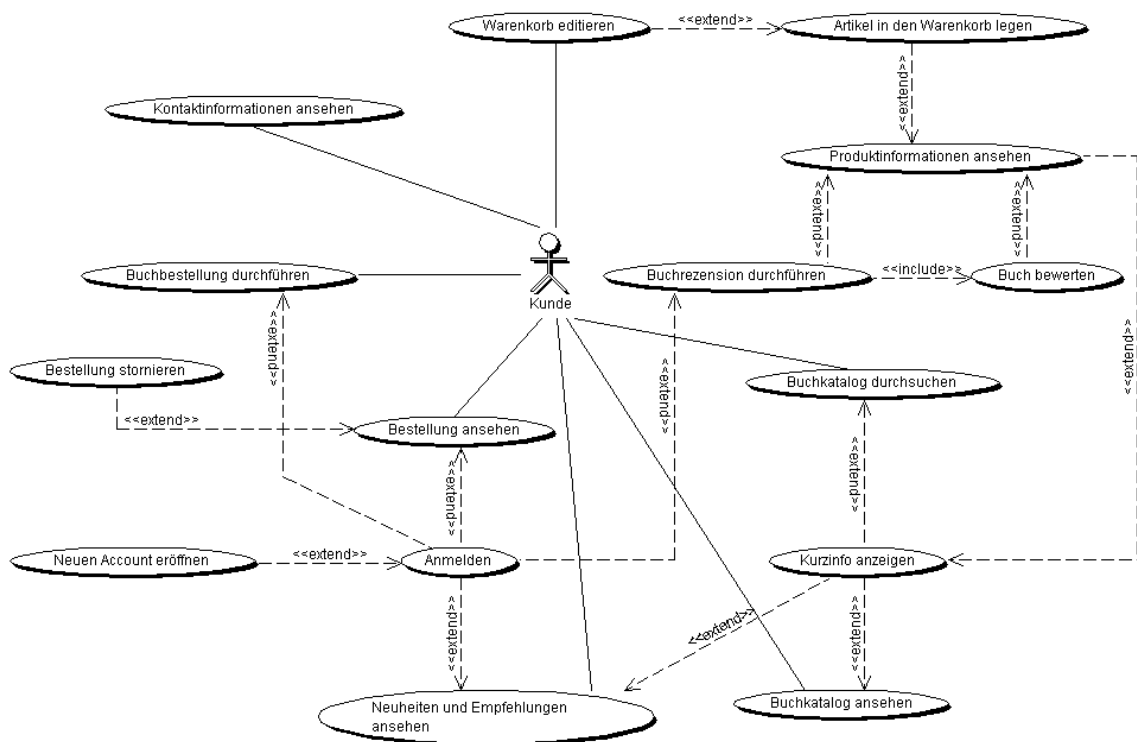 Warenkorb editieren
<<extend>>
Artikel in den Warenkorb legen
<<extend>>
Kontaktinformationen ansehen
Produktinformationen ansehen
<<extend>>
<<extend>>
Buchbestellung durchführen
Kunde
Buchrezension durchführen
<<include>>
Buch bewerten
<<extend>>
<<extend>>
<<extend>>
Bestellung stornieren
Buchkatalog durchsuchen
<<extend>>
Bestellung ansehen
<<extend>>
<<extend>>
Neuen Account eröffnen
<<extend>>
Anmelden
Kurzinfo anzeigen
<<extend>>
<<extend>>
<<extend>>
Neuheiten und Empfehlungen
ansehen
Buchkatalog ansehen